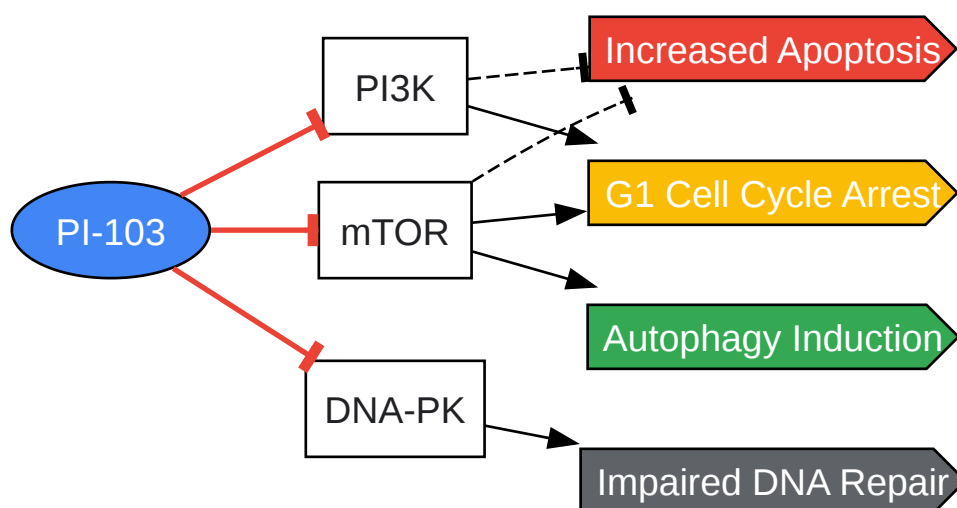 PI-103
PI3K
mTOR
DNA-PK
Increased Apoptosis
G1 Cell Cycle Arrest
Autophagy Induction
Impaired DNA Repair